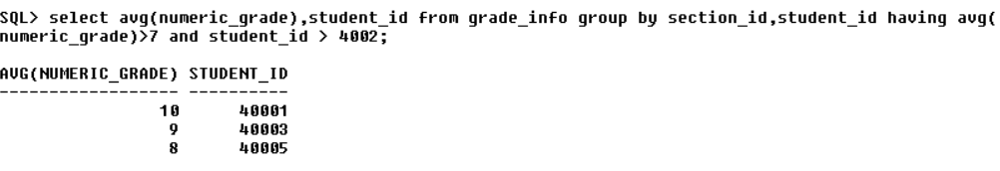 SQL> select avg(numeric_grade),student_id from grade_info group by section_id,student_id having avg(
numeric_grade)>7 and student_id > 4002;
AVG(NUMERIC_GRADE) STUDENT_ID
------------------ ----------
10 40001
9 40003
8 40005